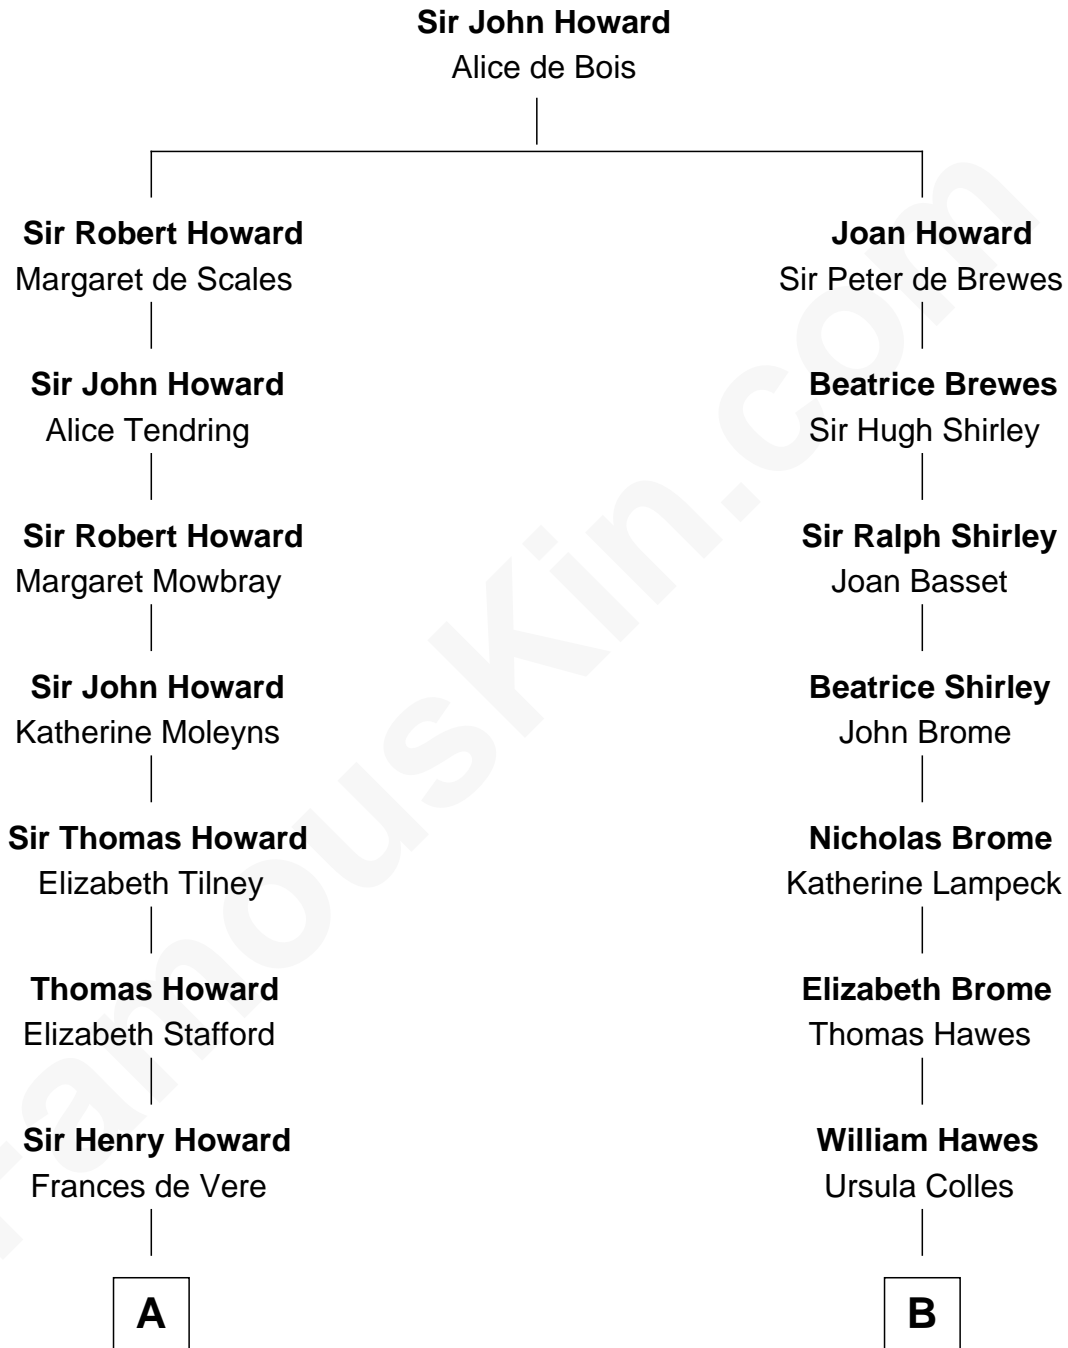 Sir John Howard
Alice de Bois
Sir Robert Howard
Margaret de Scales
Joan Howard
Sir Peter de Brewes
Sir John Howard
Alice Tendring
Beatrice Brewes
Sir Hugh Shirley
Sir Robert Howard
Margaret Mowbray
Sir Ralph Shirley
Joan Basset
Sir John Howard
Katherine Moleyns
Beatrice Shirley
John Brome
Sir Thomas Howard
Elizabeth Tilney
Nicholas Brome
Katherine Lampeck
Thomas Howard
Elizabeth Stafford
Elizabeth Brome
Thomas Hawes
Sir Henry Howard
Frances de Vere
William Hawes
Ursula Colles
A
B
FamousKin.com